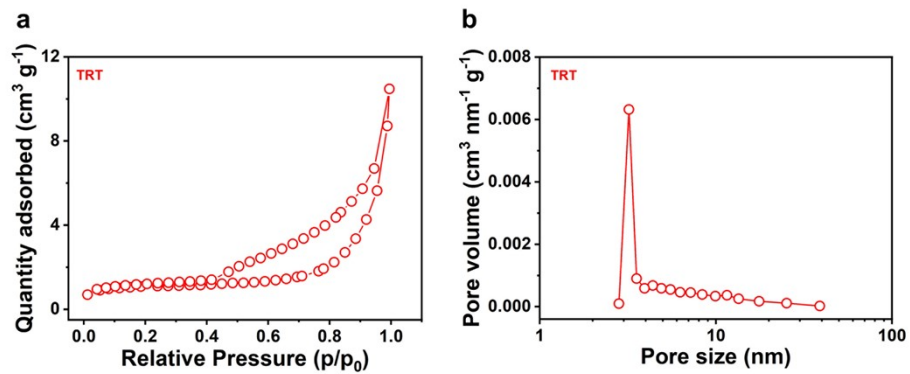 a
Quantity adsorbed (cm³ g⁻¹)
12
8
4
0
TRT
0.0 0.2 0.4 0.6 0.8 1.0
Relative Pressure (p/p₀)
b
Pore volume (cm³ nm⁻¹ g⁻¹)
0.008
0.006
0.004
0.002
0.000
TRT
1 10 100
Pore size (nm)